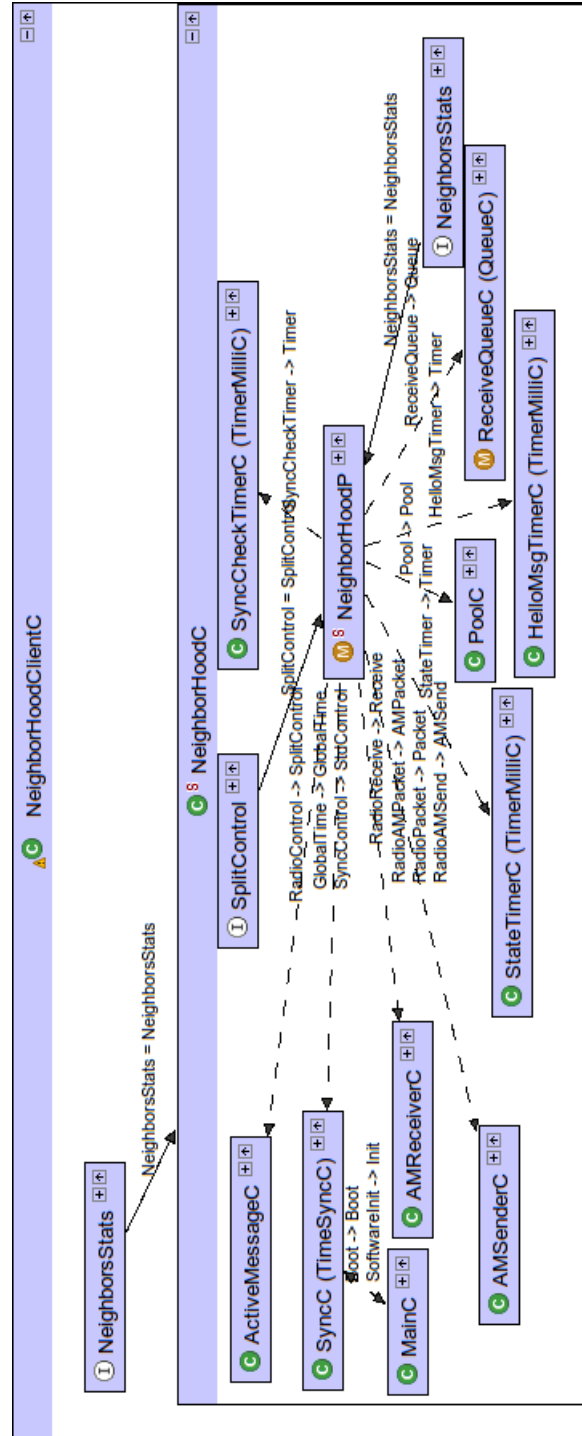 NeighborHoodClientC
I NeighborsStats
NeighborsStats = NeighborsStats
S NeighborHoodC
I SplitControl
C SyncCheckTimerC (TimerMilliC)
C ActiveMessageC
RadioControl -> SplitControl
SplitControl = SplitControl
SyncCheckTimer -> Timer
GlobalTime -> GlobalTime
SyncControl -> StdControl
C SyncC (TimeSyncC)
M S NeighborHoodP
NeighborsStats = NeighborsStats
I NeighborsStats
Boot -> Boot
SoftwareInit -> Init
C MainC
C AMReceiverC
RadioReceive -> Receive
RadioAMPacket -> AMPacket
RadioPacket -> Packet
RadioAMSend -> AMSend
StateTimer -> Timer
Pool -> Pool
ReceiveQueue -> Queue
HelloMsgTimer -> Timer
M ReceiveQueueC (QueueC)
C PoolC
C AMSenderC
C StateTimerC (TimerMilliC)
C HelloMsgTimerC (TimerMilliC)